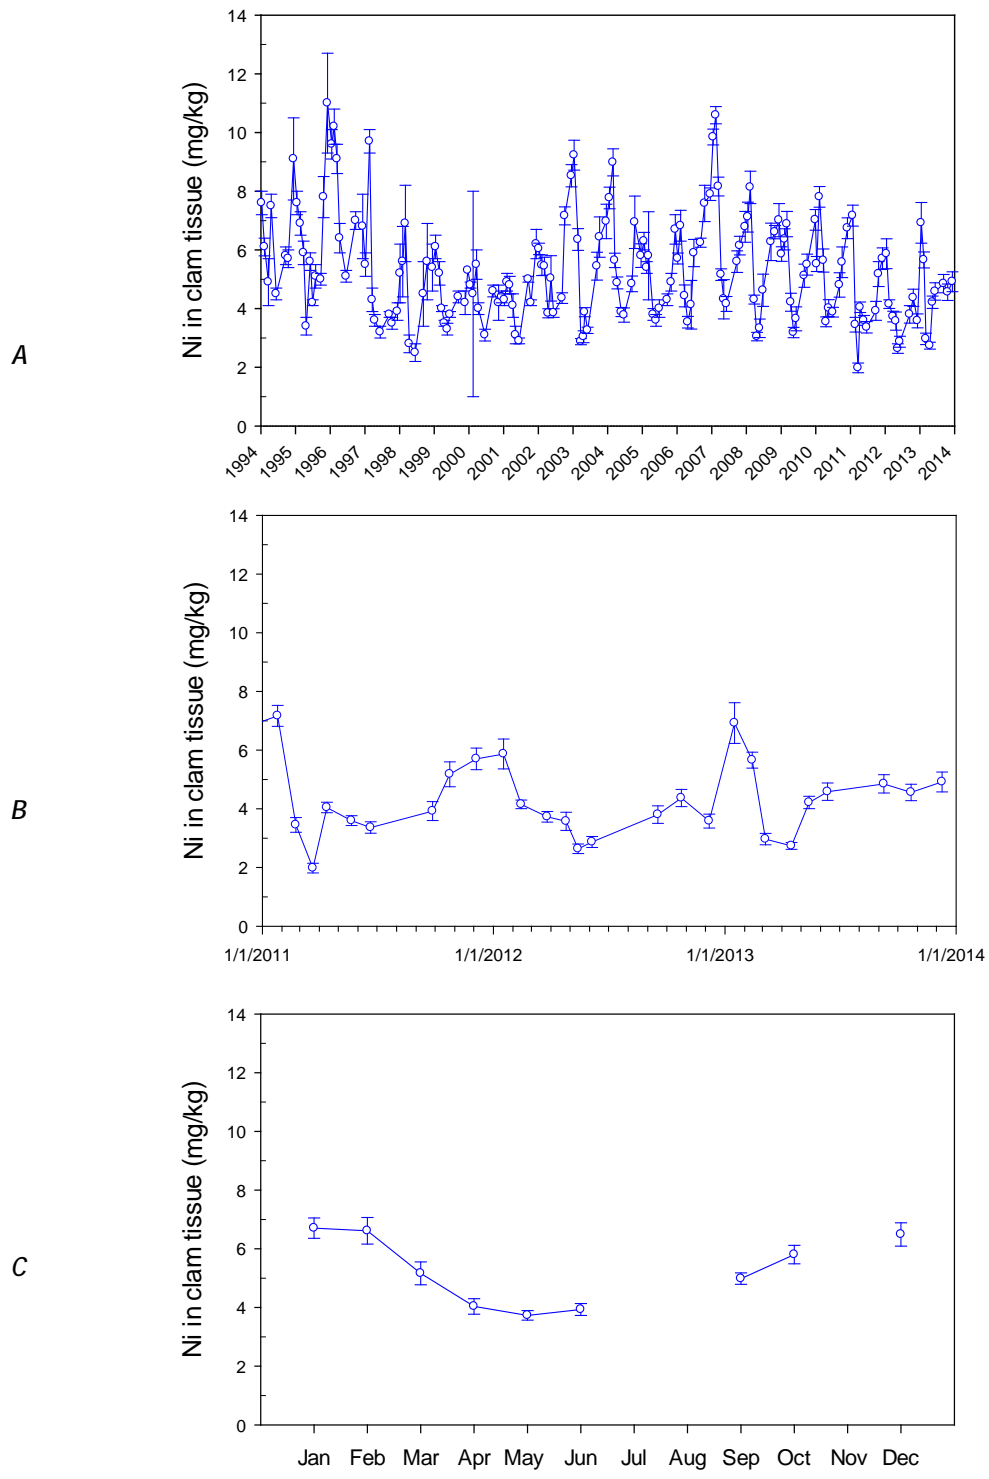 A
Ni in clam tissue (mg/kg)
14
12
10
8
6
4
2
0
1994 1995 1996 1997 1998 1999 2000 2001 2002 2003 2004 2005 2006 2007 2008 2009 2010 2011 2012 2013 2014
B
Ni in clam tissue (mg/kg)
14
12
10
8
6
4
2
0
1/1/2011 1/1/2012 1/1/2013 1/1/2014
C
Ni in clam tissue (mg/kg)
14
12
10
8
6
4
2
0
Jan Feb Mar Apr May Jun Jul Aug Sep Oct Nov Dec